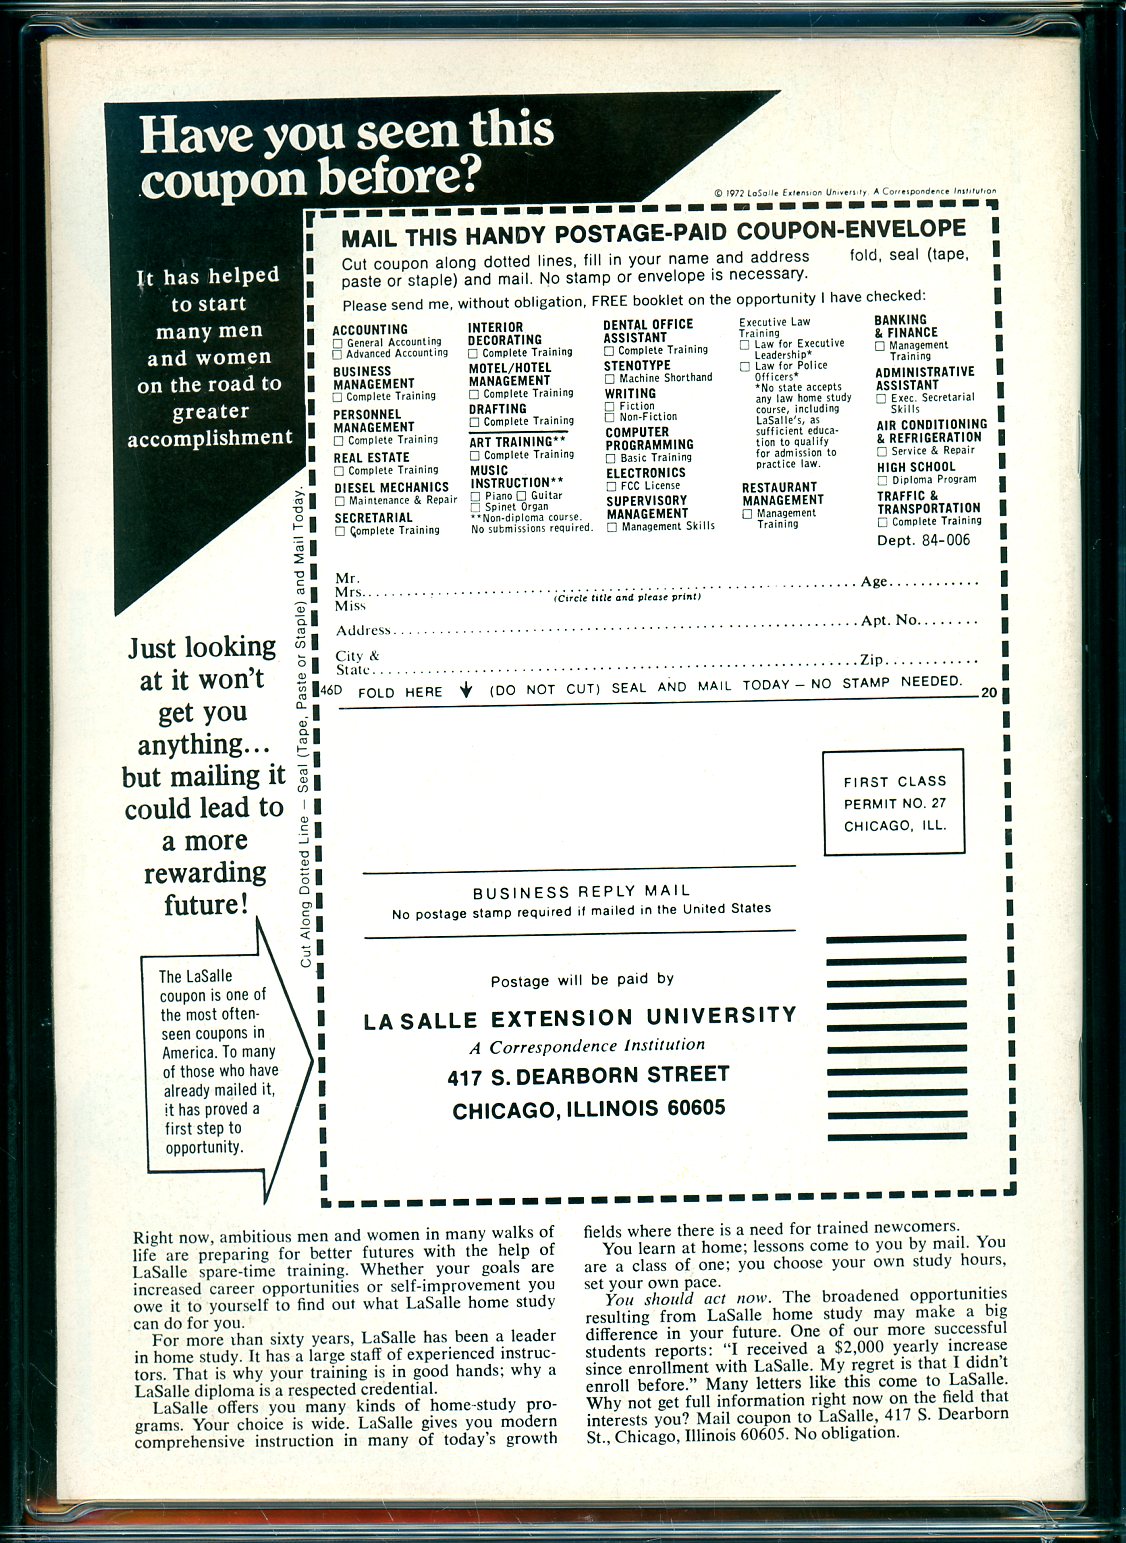 Have you seen this
coupon before?
© 1972 LaSalle Extension University. A Correspondence Institution
It has helped
to start
many men
and women
on the road to
greater
accomplishment
Just looking
at it won't
get you
anything...
but mailing it
could lead to
a more
rewarding
future!
The LaSalle
coupon is one of
the most often-
seen coupons in
America. To many
of those who have
already mailed it,
it has proved a
first step to
opportunity.
Cut Along Dotted Line — Seal (Tape, Paste or Staple) and Mail Today.
MAIL THIS HANDY POSTAGE-PAID COUPON-ENVELOPE
Cut coupon along dotted lines, fill in your name and address fold, seal (tape,
paste or staple) and mail. No stamp or envelope is necessary.
Please send me, without obligation, FREE booklet on the opportunity I have checked:
ACCOUNTING
☐ General Accounting
☐ Advanced Accounting
BUSINESS
MANAGEMENT
☐ Complete Training
PERSONNEL
MANAGEMENT
☐ Complete Training
REAL ESTATE
☐ Complete Training
DIESEL MECHANICS
☐ Maintenance & Repair
SECRETARIAL
☐ Complete Training
INTERIOR
DECORATING
☐ Complete Training
MOTEL/HOTEL
MANAGEMENT
☐ Complete Training
DRAFTING
☐ Complete Training
ART TRAINING**
☐ Complete Training
MUSIC
INSTRUCTION**
☐ Piano ☐ Guitar
☐ Spinet Organ
**Non-diploma course.
No submissions required.
DENTAL OFFICE
ASSISTANT
☐ Complete Training
STENOTYPE
☐ Machine Shorthand
WRITING
☐ Fiction
☐ Non-Fiction
COMPUTER
PROGRAMMING
☐ Basic Training
ELECTRONICS
☐ FCC License
SUPERVISORY
MANAGEMENT
☐ Management Skills
Executive Law
Training
☐ Law for Executive
Leadership*
☐ Law for Police
Officers*
*No state accepts
any law home study
course, including
LaSalle's, as
sufficient educa-
tion to qualify
for admission to
practice law.
RESTAURANT
MANAGEMENT
☐ Management
Training
BANKING
& FINANCE
☐ Management
Training
ADMINISTRATIVE
ASSISTANT
☐ Exec. Secretarial
Skills
AIR CONDITIONING
& REFRIGERATION
☐ Service & Repair
HIGH SCHOOL
☐ Diploma Program
TRAFFIC &
TRANSPORTATION
☐ Complete Training
Dept. 84-006
Mr.
Mrs. Age
Miss (Circle title and please print)
Address Apt. No.
City &
State Zip
46D FOLD HERE ↓ (DO NOT CUT) SEAL AND MAIL TODAY – NO STAMP NEEDED. 20
FIRST CLASS
PERMIT NO. 27
CHICAGO, ILL.
BUSINESS REPLY MAIL
No postage stamp required if mailed in the United States
Postage will be paid by
LA SALLE EXTENSION UNIVERSITY
A Correspondence Institution
417 S. DEARBORN STREET
CHICAGO, ILLINOIS 60605
Right now, ambitious men and women in many walks of
life are preparing for better futures with the help of
LaSalle spare-time training. Whether your goals are
increased career opportunities or self-improvement you
owe it to yourself to find out what LaSalle home study
can do for you.
For more than sixty years, LaSalle has been a leader
in home study. It has a large staff of experienced instruc-
tors. That is why your training is in good hands; why a
LaSalle diploma is a respected credential.
LaSalle offers you many kinds of home-study pro-
grams. Your choice is wide. LaSalle gives you modern
comprehensive instruction in many of today's growth
fields where there is a need for trained newcomers.
You learn at home; lessons come to you by mail. You
are a class of one; you choose your own study hours,
set your own pace.
You should act now. The broadened opportunities
resulting from LaSalle home study may make a big
difference in your future. One of our more successful
students reports: "I received a $2,000 yearly increase
since enrollment with LaSalle. My regret is that I didn't
enroll before." Many letters like this come to LaSalle.
Why not get full information right now on the field that
interests you? Mail coupon to LaSalle, 417 S. Dearborn
St., Chicago, Illinois 60605. No obligation.